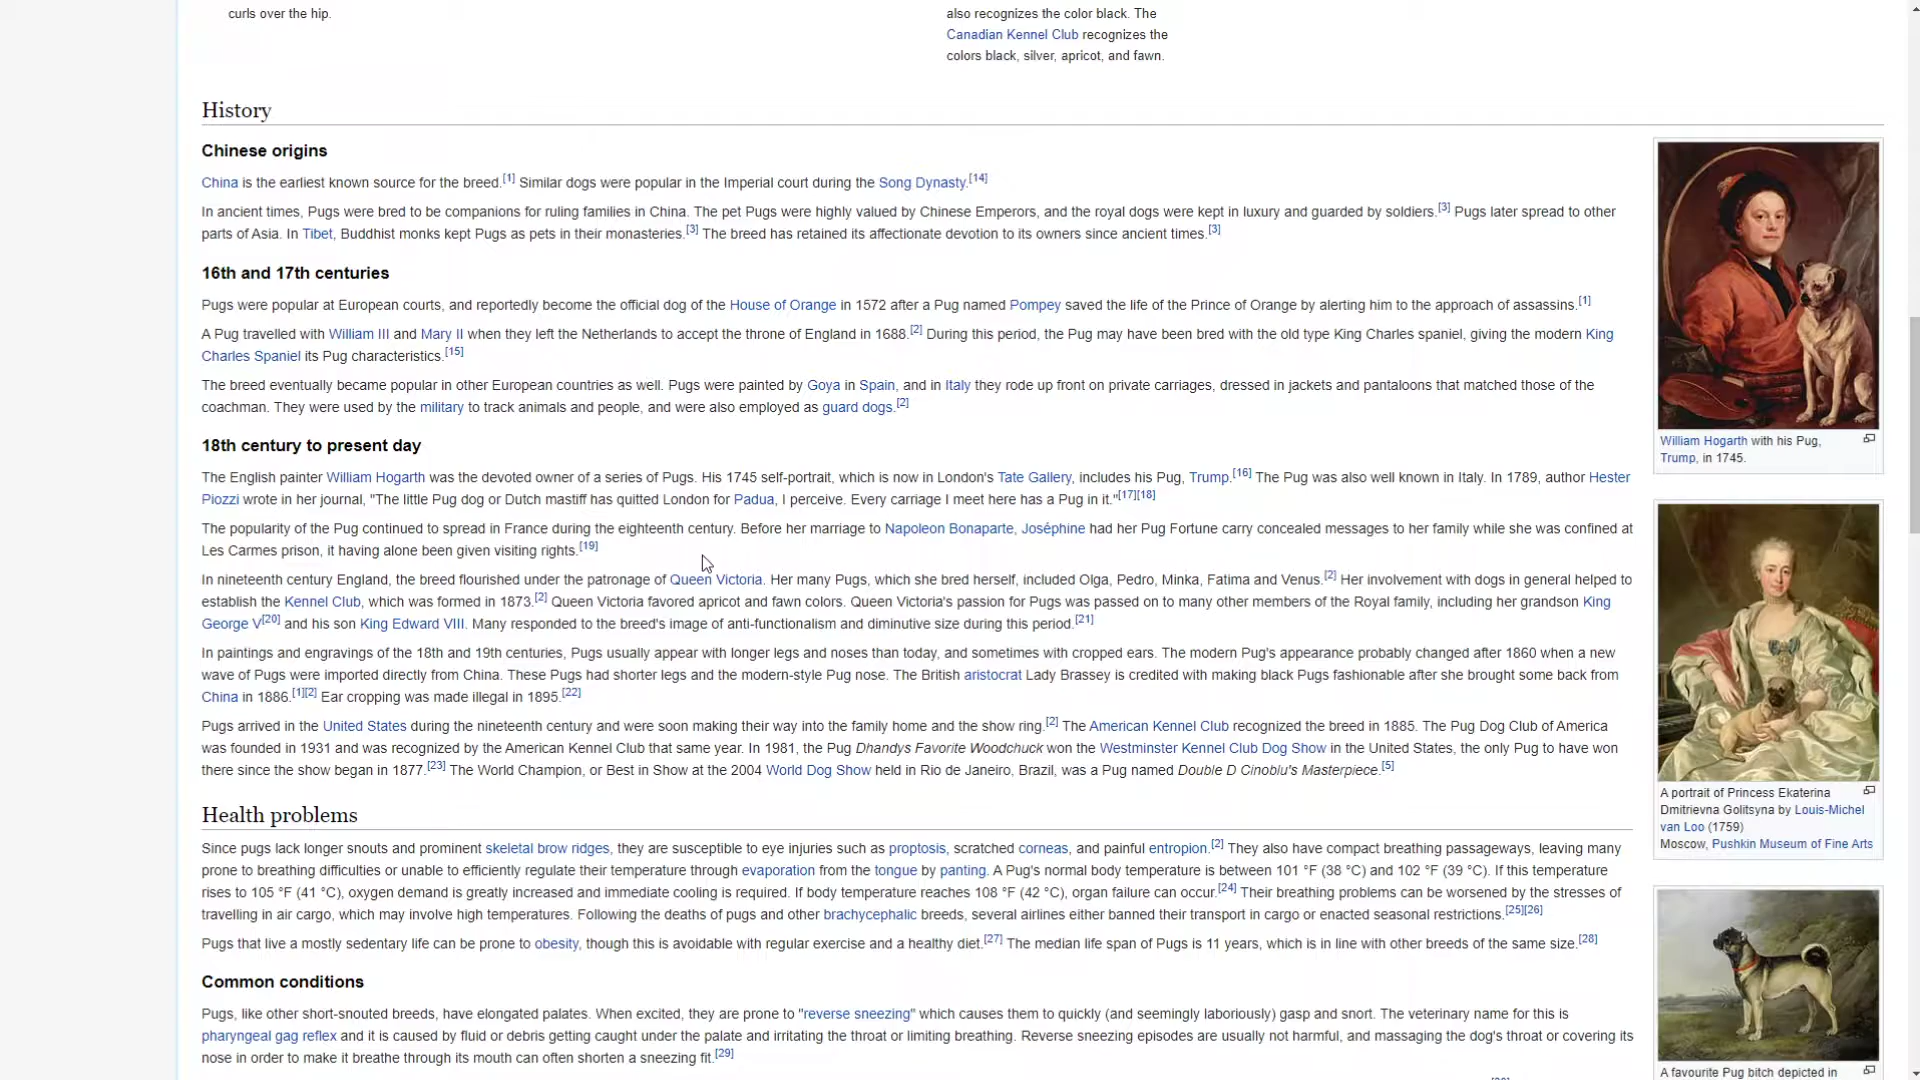 curls over the hip.
also recognizes the color black. The
Canadian Kennel Club recognizes the
colors black, silver, apricot, and fawn.
History
Chinese origins
China is the earliest known source for the breed.[1] Similar dogs were popular in the Imperial court during the Song Dynasty.[14]
In ancient times, Pugs were bred to be companions for ruling families in China. The pet Pugs were highly valued by Chinese Emperors, and the royal dogs were kept in luxury and guarded by soldiers.[3] Pugs later spread to other
parts of Asia. In Tibet, Buddhist monks kept Pugs as pets in their monasteries.[3] The breed has retained its affectionate devotion to its owners since ancient times.[3]
16th and 17th centuries
Pugs were popular at European courts, and reportedly become the official dog of the House of Orange in 1572 after a Pug named Pompey saved the life of the Prince of Orange by alerting him to the approach of assassins.[1]
A Pug travelled with William III and Mary II when they left the Netherlands to accept the throne of England in 1688.[2] During this period, the Pug may have been bred with the old type King Charles spaniel, giving the modern King
Charles Spaniel its Pug characteristics.[15]
The breed eventually became popular in other European countries as well. Pugs were painted by Goya in Spain, and in Italy they rode up front on private carriages, dressed in jackets and pantaloons that matched those of the
coachman. They were used by the military to track animals and people, and were also employed as guard dogs.[2]
18th century to present day
The English painter William Hogarth was the devoted owner of a series of Pugs. His 1745 self-portrait, which is now in London's Tate Gallery, includes his Pug, Trump.[16] The Pug was also well known in Italy. In 1789, author Hester
Piozzi wrote in her journal, "The little Pug dog or Dutch mastiff has quitted London for Padua, I perceive. Every carriage I meet here has a Pug in it."[17][18]
The popularity of the Pug continued to spread in France during the eighteenth century. Before her marriage to Napoleon Bonaparte, Joséphine had her Pug Fortune carry concealed messages to her family while she was confined at
Les Carmes prison, it having alone been given visiting rights.[19]
In nineteenth century England, the breed flourished under the patronage of Queen Victoria. Her many Pugs, which she bred herself, included Olga, Pedro, Minka, Fatima and Venus.[2] Her involvement with dogs in general helped to
establish the Kennel Club, which was formed in 1873.[2] Queen Victoria favored apricot and fawn colors. Queen Victoria's passion for Pugs was passed on to many other members of the Royal family, including her grandson King
George V[20] and his son King Edward VIII. Many responded to the breed's image of anti-functionalism and diminutive size during this period.[21]
In paintings and engravings of the 18th and 19th centuries, Pugs usually appear with longer legs and noses than today, and sometimes with cropped ears. The modern Pug's appearance probably changed after 1860 when a new
wave of Pugs were imported directly from China. These Pugs had shorter legs and the modern-style Pug nose. The British aristocrat Lady Brassey is credited with making black Pugs fashionable after she brought some back from
China in 1886.[1][2] Ear cropping was made illegal in 1895.[22]
Pugs arrived in the United States during the nineteenth century and were soon making their way into the family home and the show ring.[2] The American Kennel Club recognized the breed in 1885. The Pug Dog Club of America
was founded in 1931 and was recognized by the American Kennel Club that same year. In 1981, the Pug Dhandys Favorite Woodchuck won the Westminster Kennel Club Dog Show in the United States, the only Pug to have won
there since the show began in 1877.[23] The World Champion, or Best in Show at the 2004 World Dog Show held in Rio de Janeiro, Brazil, was a Pug named Double D Cinoblu's Masterpiece.[5]
William Hogarth with his Pug,
Trump, in 1745.
A portrait of Princess Ekaterina
Dmitrievna Golitsyna by Louis-Michel
van Loo (1759)
Moscow, Pushkin Museum of Fine Arts
Health problems
Since pugs lack longer snouts and prominent skeletal brow ridges, they are susceptible to eye injuries such as proptosis, scratched corneas, and painful entropion.[2] They also have compact breathing passageways, leaving many
prone to breathing difficulties or unable to efficiently regulate their temperature through evaporation from the tongue by panting. A Pug's normal body temperature is between 101 °F (38 °C) and 102 °F (39 °C). If this temperature
rises to 105 °F (41 °C), oxygen demand is greatly increased and immediate cooling is required. If body temperature reaches 108 °F (42 °C), organ failure can occur.[24] Their breathing problems can be worsened by the stresses of
travelling in air cargo, which may involve high temperatures. Following the deaths of pugs and other brachycephalic breeds, several airlines either banned their transport in cargo or enacted seasonal restrictions.[25][26]
Pugs that live a mostly sedentary life can be prone to obesity, though this is avoidable with regular exercise and a healthy diet.[27] The median life span of Pugs is 11 years, which is in line with other breeds of the same size.[28]
Common conditions
Pugs, like other short-snouted breeds, have elongated palates. When excited, they are prone to "reverse sneezing" which causes them to quickly (and seemingly laboriously) gasp and snort. The veterinary name for this is
pharyngeal gag reflex and it is caused by fluid or debris getting caught under the palate and irritating the throat or limiting breathing. Reverse sneezing episodes are usually not harmful, and massaging the dog's throat or covering its
nose in order to make it breathe through its mouth can often shorten a sneezing fit.[29]
A favourite Pug bitch depicted in